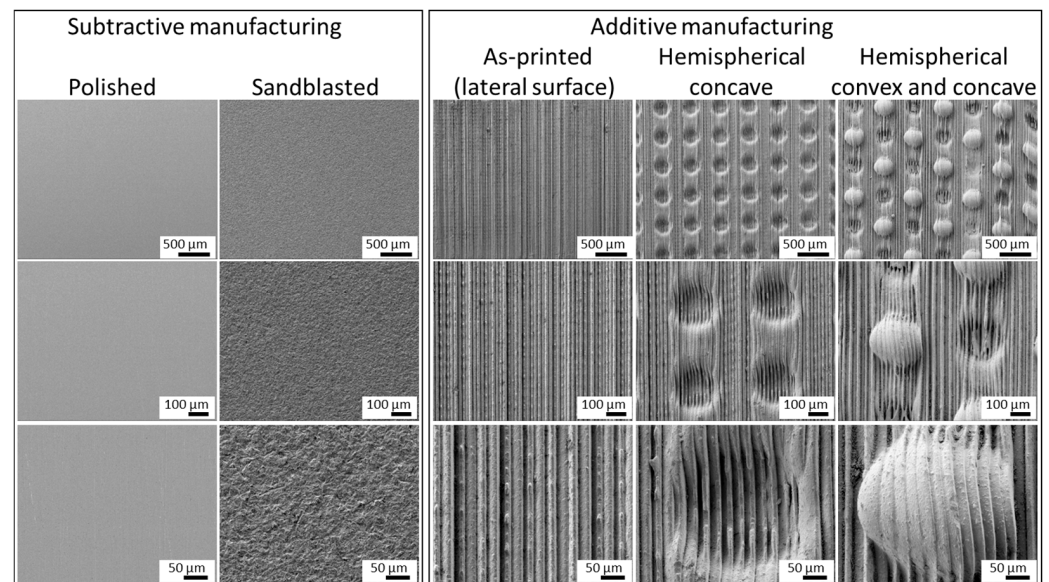 Subtractive manufacturing
Additive manufacturing
Polished
Sandblasted
As-printed
(lateral surface)
Hemispherical
concave
Hemispherical
convex and concave
500 µm
500 µm
500 µm
500 µm
500 µm
100 µm
100 µm
100 µm
100 µm
100 µm
50 µm
50 µm
50 µm
50 µm
50 µm